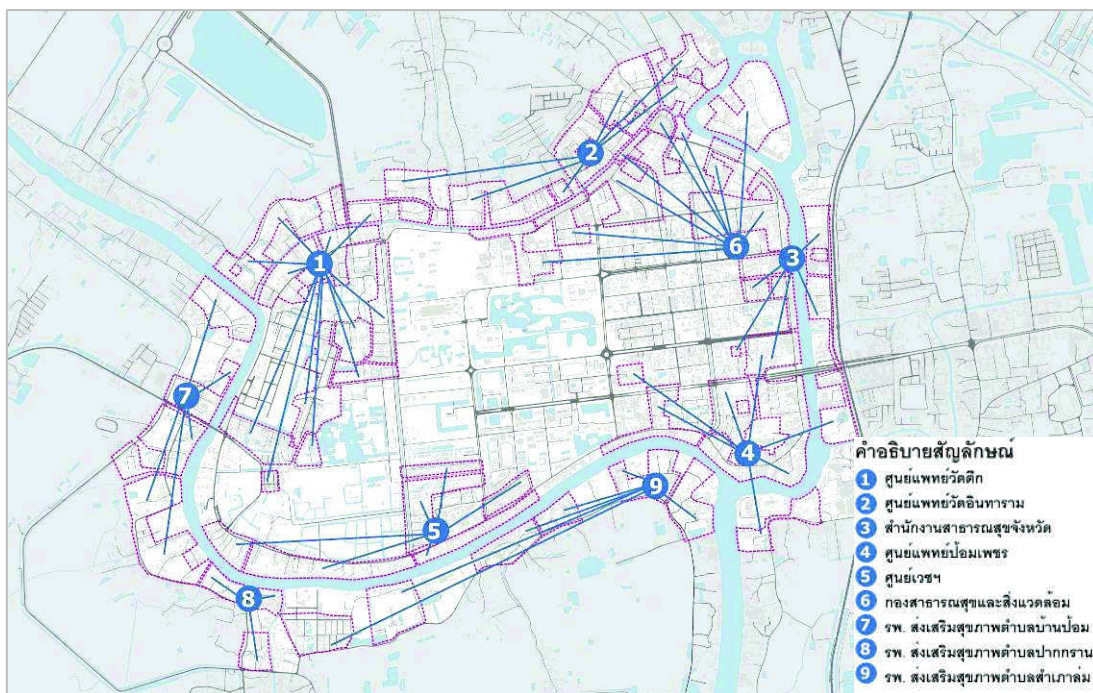 2
1
6
3
7
4
9
5
8
คำอธิบายสัญลักษณ์
1 ศูนย์แพทย์วัดตึก
2 ศูนย์แพทย์วัดอินทาราม
3 สำนักงานสาธารณสุขจังหวัด
4 ศูนย์แพทย์ป้อมเพชร
5 ศูนย์เวชฯ
6 กองสาธารณสุขและสิ่งแวดล้อม
7 รพ. ส่งเสริมสุขภาพตำบลบ้านป้อม
8 รพ. ส่งเสริมสุขภาพตำบลปากกราน
9 รพ. ส่งเสริมสุขภาพตำบลสำเภาล่ม